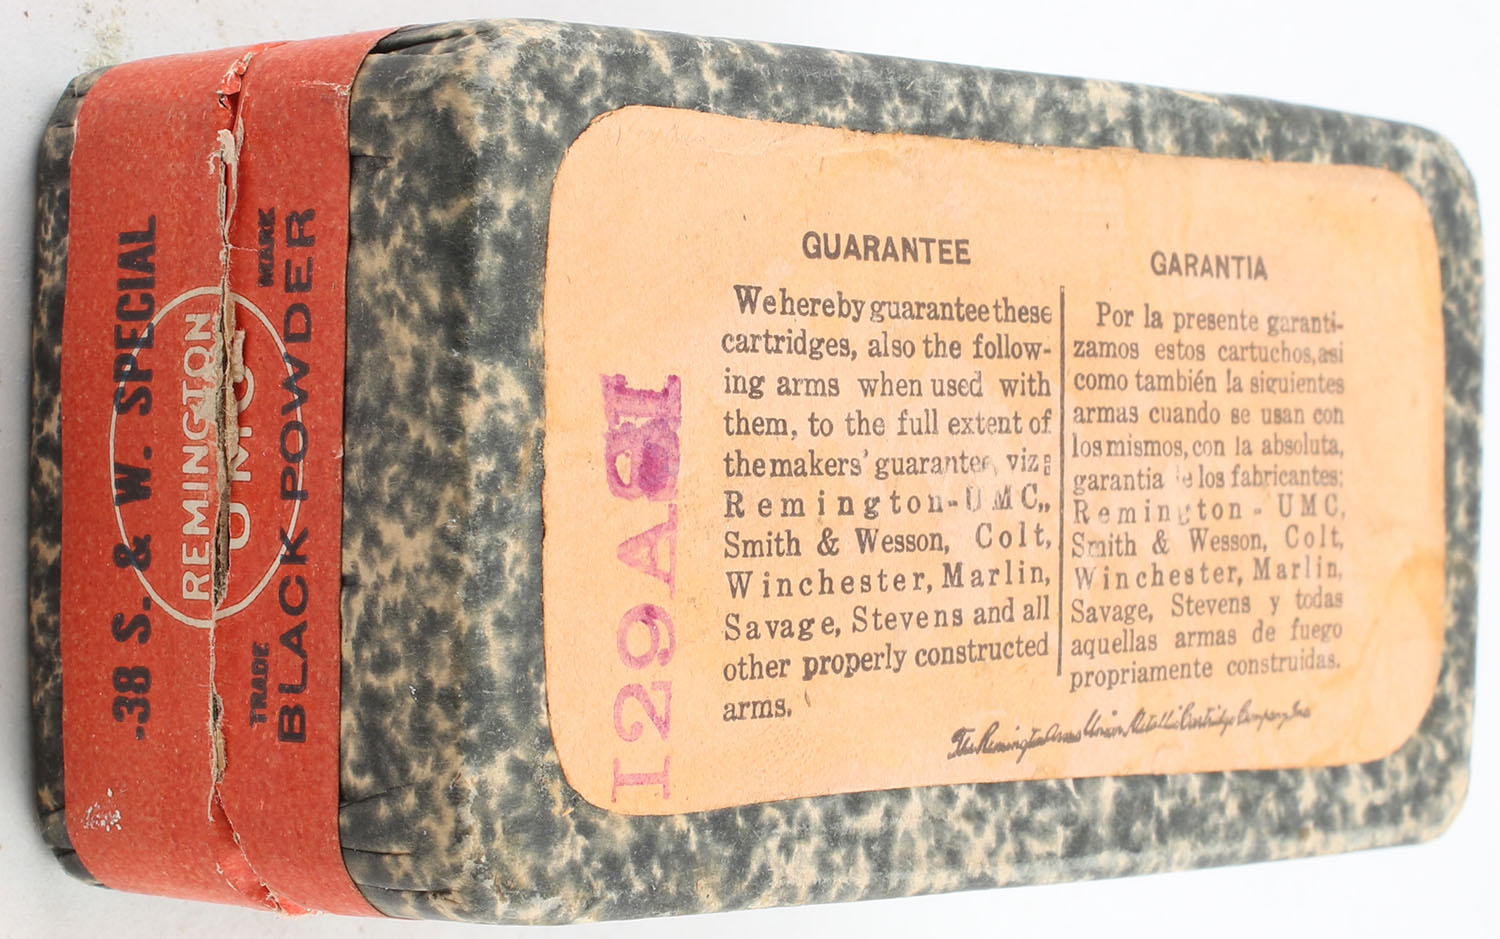 .38 S. & W. SPECIAL
REMINGTON
UMC
TRADE MARK
BLACK POWDER
129A
GUARANTEE
We hereby guarantee these
cartridges, also the follow-
ing arms when used with
them, to the full extent of
the makers' guarantee, viz:
Remington-UMC.,
Smith & Wesson, Colt,
Winchester, Marlin,
Savage, Stevens and all
other properly constructed
arms.
GARANTIA
Por la presente garanti-
zamos estos cartuchos, asi
como también la siguientes
armas cuando se usan con
los mismos, con la absoluta,
garantia de los fabricantes:
Remington - UMC,
Smith & Wesson, Colt,
Winchester, Marlin,
Savage, Stevens y todas
aquellas armas de fuego
propriamente construidas.
The Remington Arms Union Metallic Cartridge Company Inc